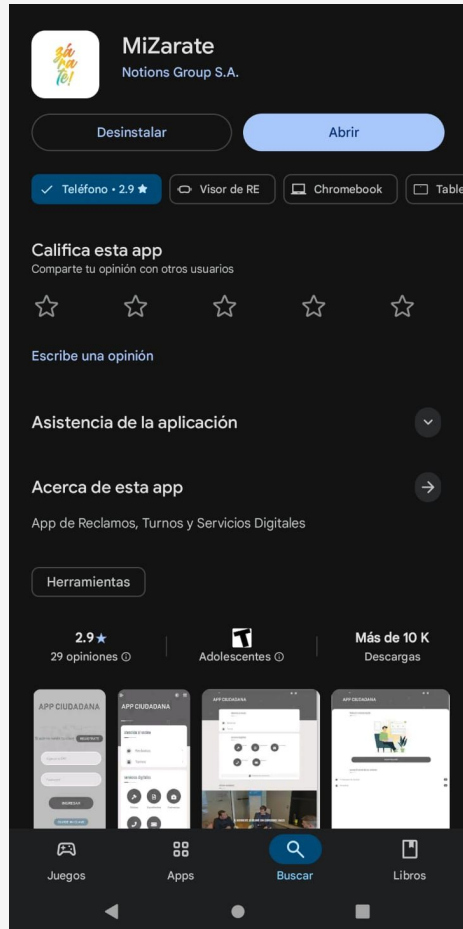 zá
ra
te!
MiZarate
Notions Group S.A.
Desinstalar
Abrir
Teléfono • 2.9 ★
Visor de RE
Chromebook
Table
Califica esta app
Comparte tu opinión con otros usuarios
Escribe una opinión
Asistencia de la aplicación
Acerca de esta app
App de Reclamos, Turnos y Servicios Digitales
Herramientas
2.9★
29 opiniones
T
Adolescentes
Más de 10 K
Descargas
APP CIUDADANA
APP CIUDADANA
APP CIUDADANA
APP CIUDADANA
INGRESAR
Juegos
Apps
Buscar
Libros